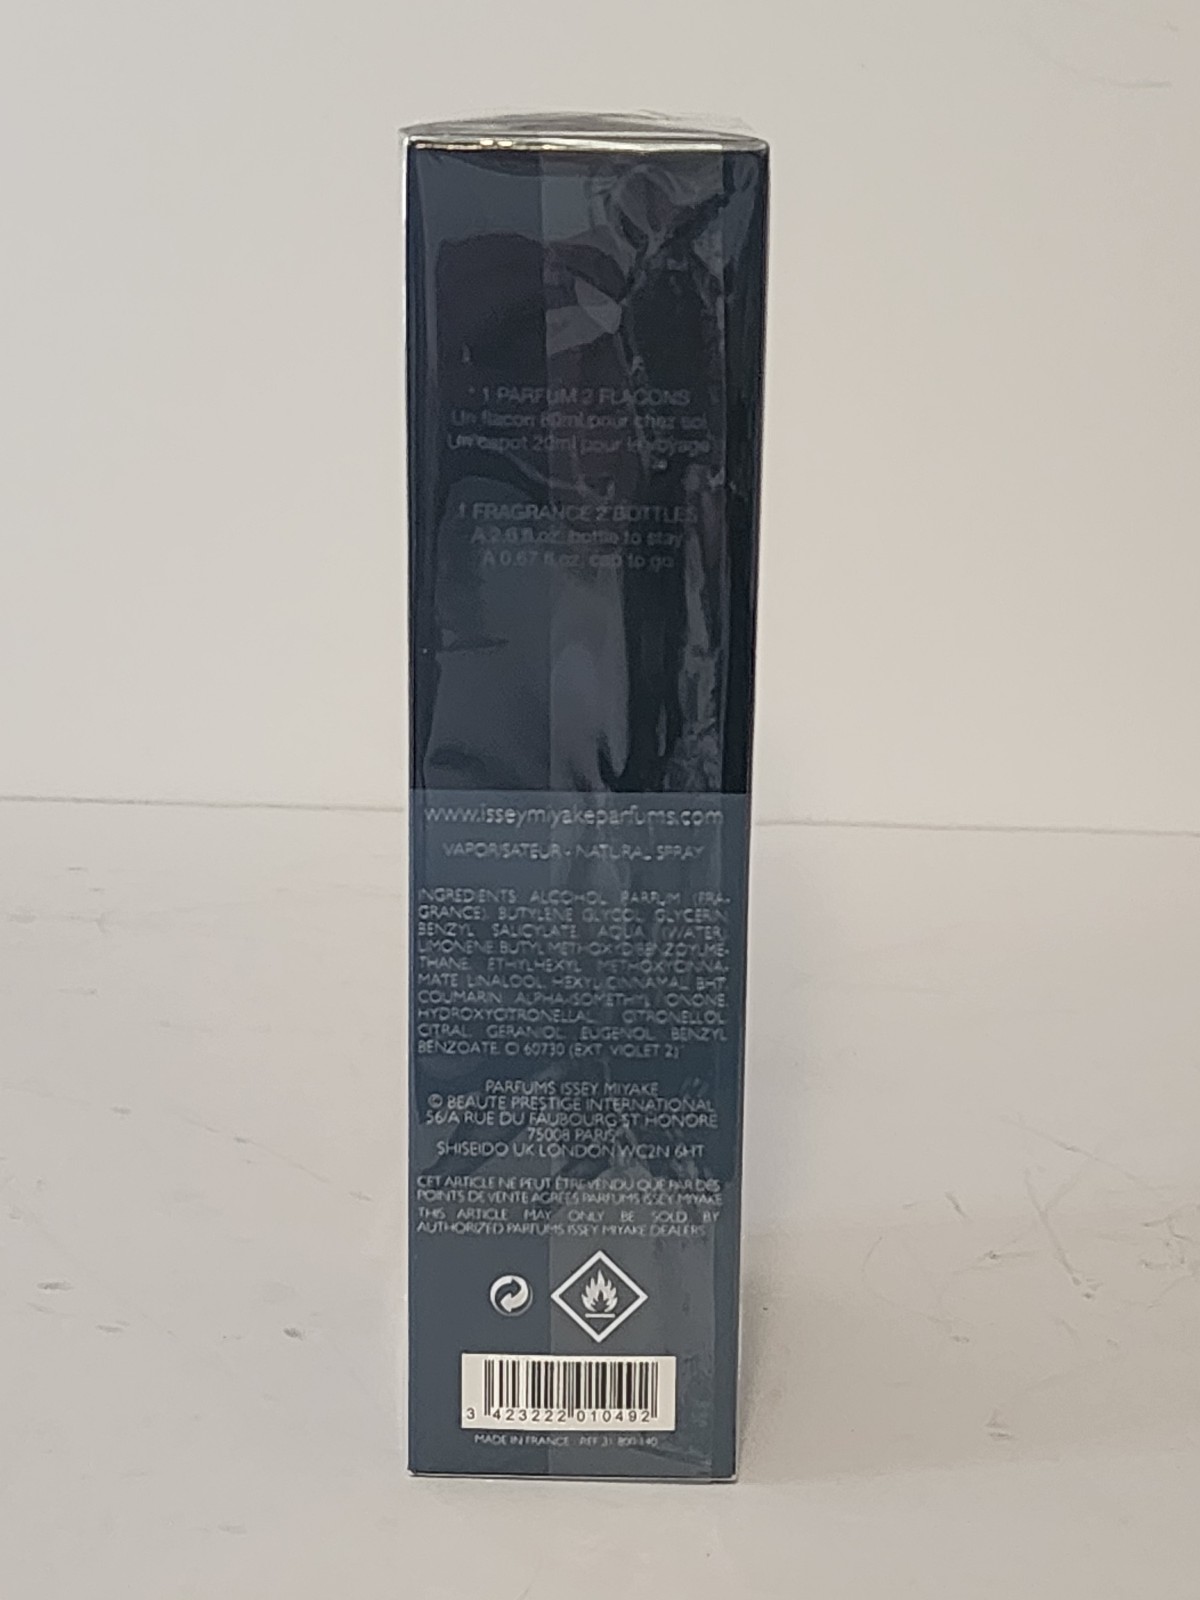 * 1 PARFUM 2 FLACONS
Un flacon 80ml pour chez soi
Un capot 20ml pour le voyage
1 FRAGRANCE 2 BOTTLES
A 2.6 fl.oz. bottle to stay
A 0.67 fl.oz. cap to go
www.isseymiyakeparfums.com
VAPORISATEUR - NATURAL SPRAY
INGREDIENTS ALCOHOL PARFUM (FRA-
GRANCE), BUTYLENE GLYCOL, GLYCERIN
BENZYL SALICYLATE, AQUA (WATER)
LIMONENE, BUTYL METHOXYDIBENZOYLME-
THANE, ETHYLHEXYL METHOXYCINNA-
MATE, LINALOOL, HEXYL CINNAMAL, BHT,
COUMARIN, ALPHA-ISOMETHYL IONONE,
HYDROXYCITRONELLAL, CITRONELLOL
CITRAL, GERANIOL, EUGENOL, BENZYL
BENZOATE, CI 60730 (EXT. VIOLET 2)
PARFUMS ISSEY MIYAKE
© BEAUTE PRESTIGE INTERNATIONAL
56/A RUE DU FAUBOURG ST HONORE
75008 PARIS
SHISEIDO UK LONDON WC2N 6HT
CET ARTICLE NE PEUT ÊTRE VENDU QUE PAR DES
POINTS DE VENTE AGRÉÉS PARFUMS ISSEY MIYAKE
THIS ARTICLE MAY ONLY BE SOLD BY
AUTHORIZED PARFUMS ISSEY MIYAKE DEALERS
3 423222 010492
MADE IN FRANCE - REF 31 800 140